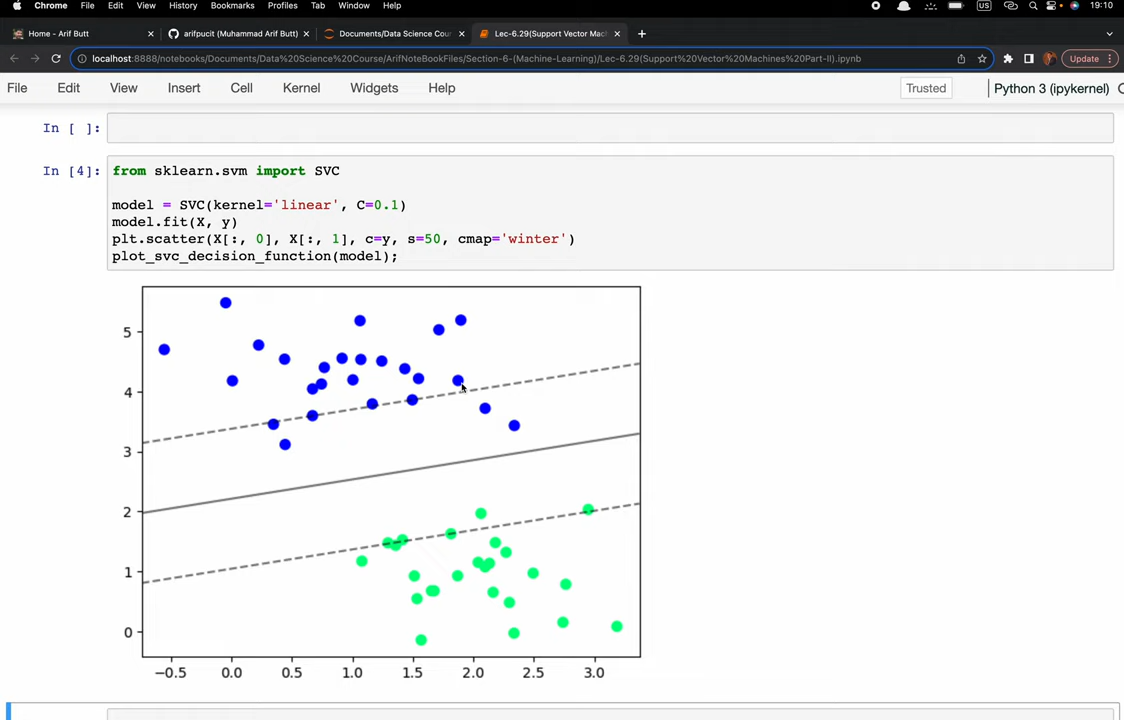 Chrome File Edit View History Bookmarks Profiles Tab Window Help US 19:10
Home - Arif Butt arifpucit (Muhammad Arif Butt) Documents/Data Science Cou Lec-6.29(Support Vector Mac
localhost:8888/notebooks/Documents/Data%20Science%20Course/ArifNoteBookFiles/Section-6-(Machine-Learning)/Lec-6.29(Support%20Vector%20Machines%20Part-II).ipynb Update
File Edit View Insert Cell Kernel Widgets Help Trusted Python 3 (ipykernel)
In [ ]:
In [4]: from sklearn.svm import SVC
model = SVC(kernel='linear', C=0.1)
model.fit(X, y)
plt.scatter(X[:, 0], X[:, 1], c=y, s=50, cmap='winter')
plot_svc_decision_function(model);
5
4
3
2
1
0
−0.5 0.0 0.5 1.0 1.5 2.0 2.5 3.0